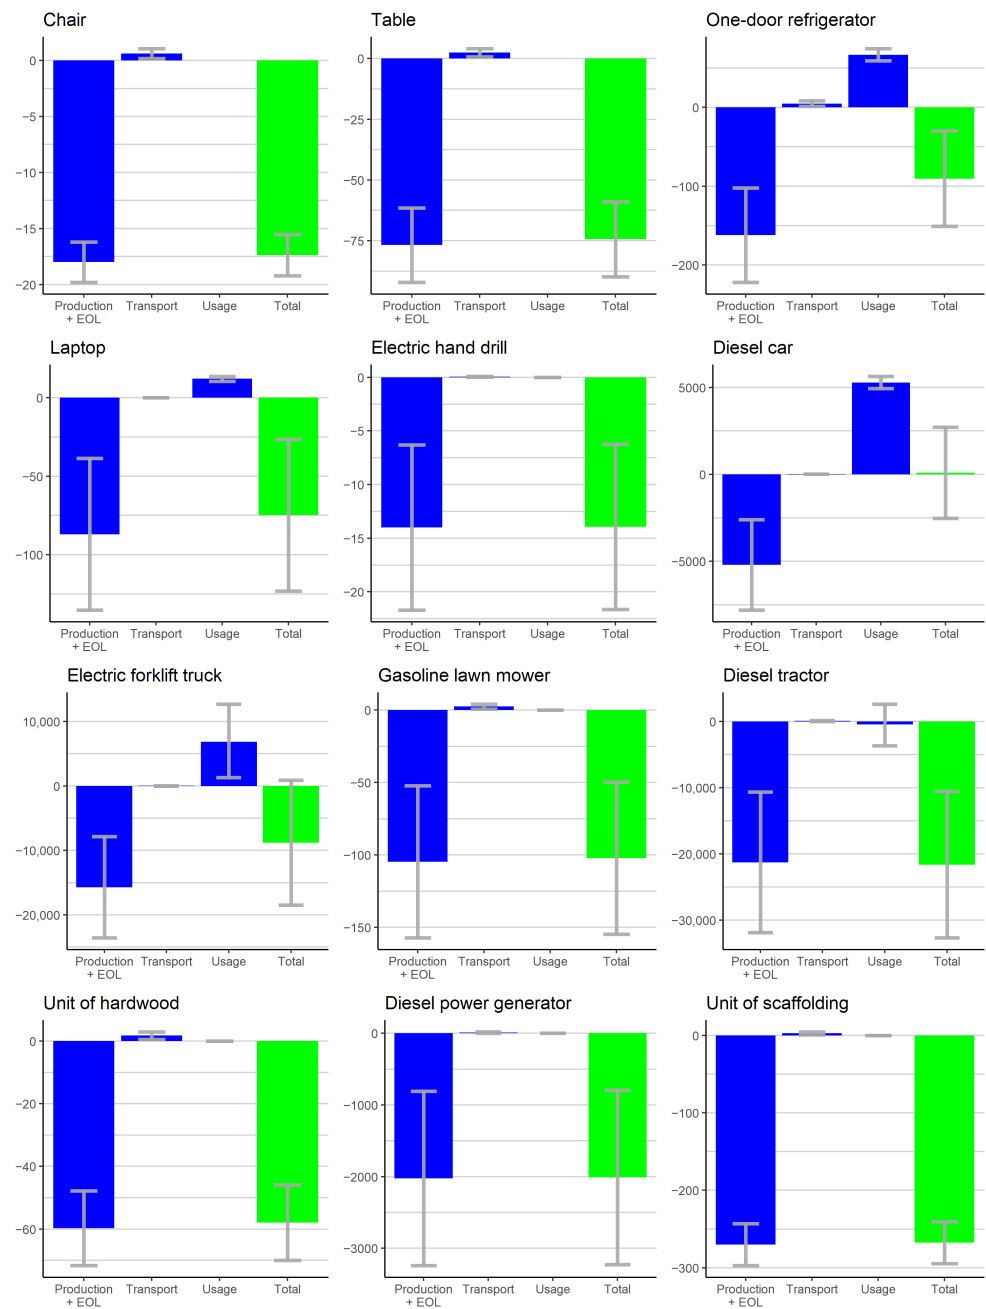 Chair
0
−5
−10
−15
−20
Production
+ EOL
Transport
Usage
Total
Table
0
−25
−50
−75
Production
+ EOL
Transport
Usage
Total
One-door refrigerator
0
−100
−200
Production
+ EOL
Transport
Usage
Total
Laptop
0
−50
−100
Production
+ EOL
Transport
Usage
Total
Electric hand drill
0
−5
−10
−15
−20
Production
+ EOL
Transport
Usage
Total
Diesel car
5000
0
−5000
Production
+ EOL
Transport
Usage
Total
Electric forklift truck
10,000
0
−10,000
−20,000
Production
+ EOL
Transport
Usage
Total
Gasoline lawn mower
0
−50
−100
−150
Production
+ EOL
Transport
Usage
Total
Diesel tractor
0
−10,000
−20,000
−30,000
Production
+ EOL
Transport
Usage
Total
Unit of hardwood
0
−20
−40
−60
Production
+ EOL
Transport
Usage
Total
Diesel power generator
0
−1000
−2000
−3000
Production
+ EOL
Transport
Usage
Total
Unit of scaffolding
0
−100
−200
−300
Production
+ EOL
Transport
Usage
Total